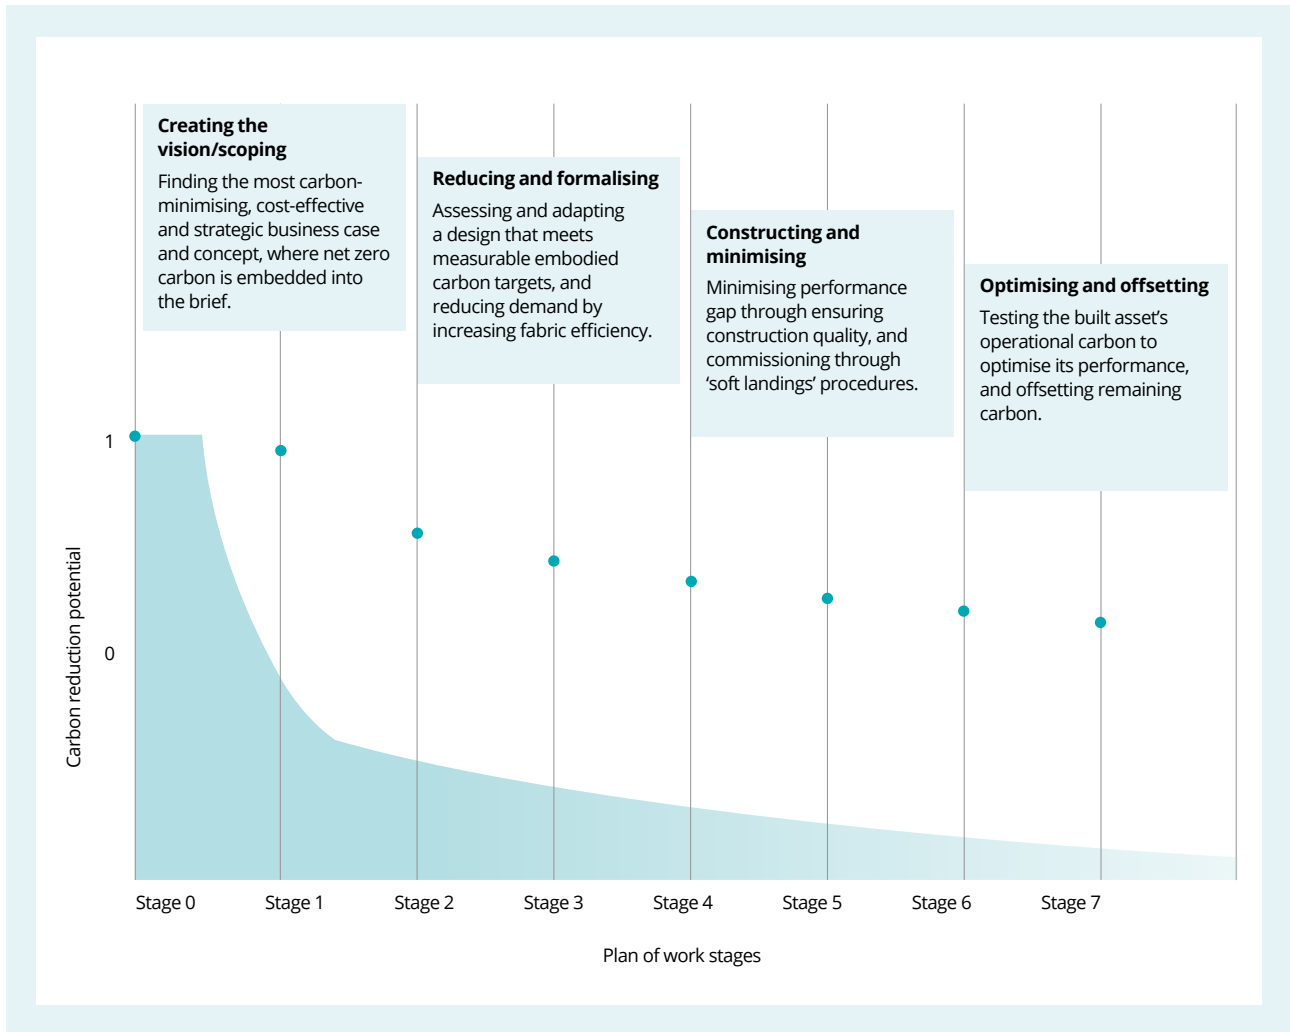 Creating the
vision/scoping
Finding the most carbon-
minimising, cost-effective
and strategic business case
and concept, where net zero
carbon is embedded into
the brief.
Reducing and formalising
Assessing and adapting
a design that meets
measurable embodied
carbon targets, and
reducing demand by
increasing fabric efficiency.
Constructing and
minimising
Minimising performance
gap through ensuring
construction quality, and
commissioning through
‘soft landings’ procedures.
Optimising and offsetting
Testing the built asset’s
operational carbon to
optimise its performance,
and offsetting remaining
carbon.
1
0
Carbon reduction potential
Stage 0
Stage 1
Stage 2
Stage 3
Stage 4
Stage 5
Stage 6
Stage 7
Plan of work stages